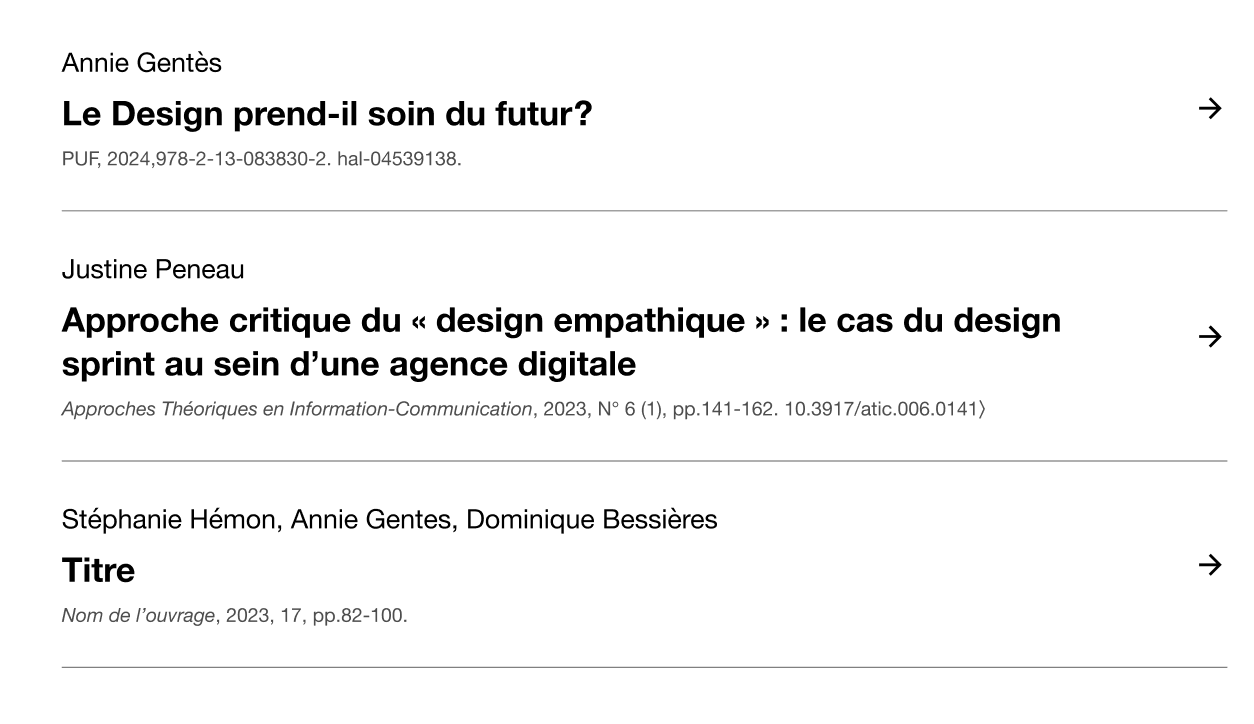 Annie Gentès
Le Design prend-il soin du futur?
PUF, 2024,978-2-13-083830-2. hal-04539138.
Justine Peneau
Approche critique du « design empathique » : le cas du design
sprint au sein d’une agence digitale
Approches Théoriques en Information-Communication, 2023, N° 6 (1), pp.141-162. 10.3917/atic.006.0141⟩
Stéphanie Hémon, Annie Gentes, Dominique Bessières
Titre
Nom de l’ouvrage, 2023, 17, pp.82-100.